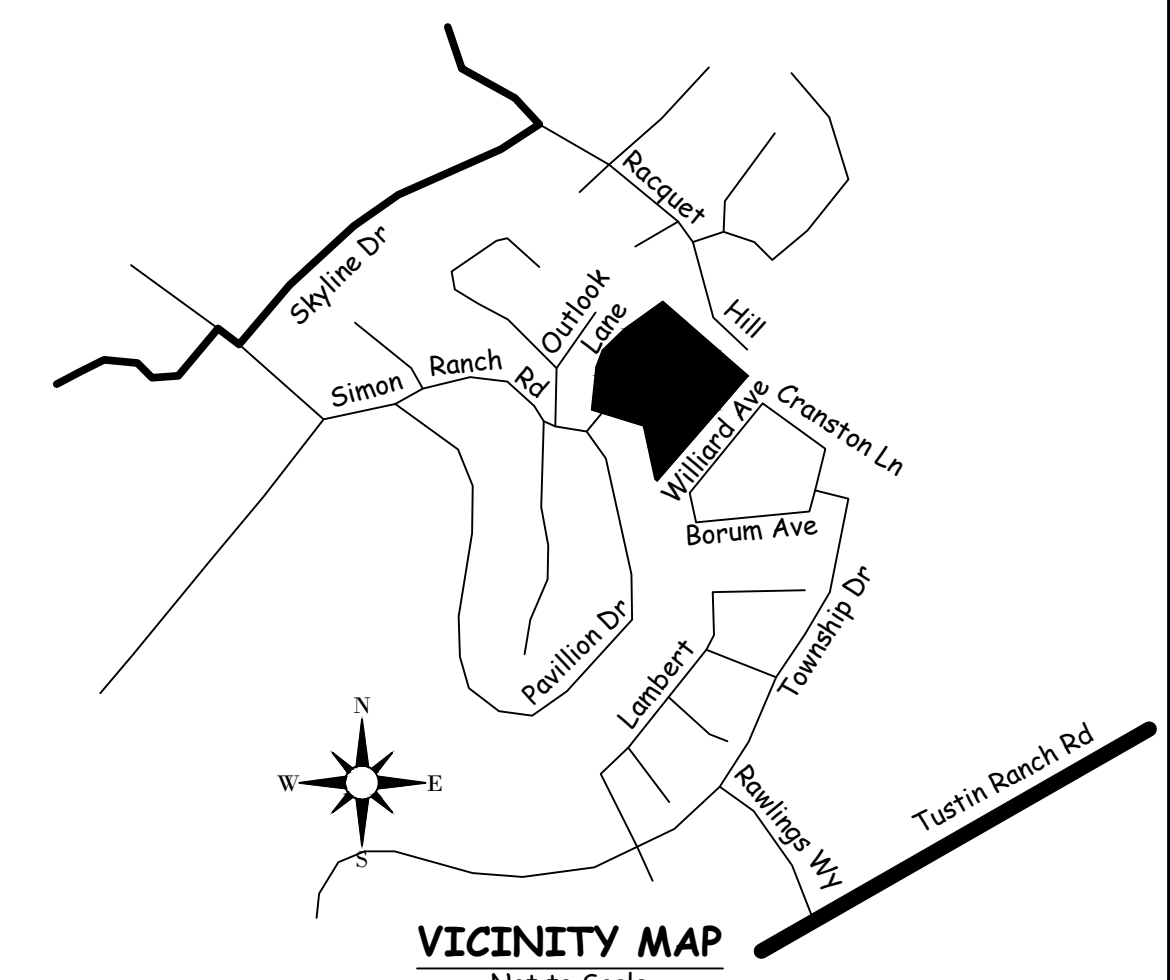 Racquet
Hill
Skyline Dr
Outlook
Lane
Simon Ranch Rd
Williard Ave
Cranston Ln
Borum Ave
Pavillion Dr
Township Dr
Lambert
Rawlings Wy
Tustin Ranch Rd
N
W E
S
VICINITY MAP
Not to Scale